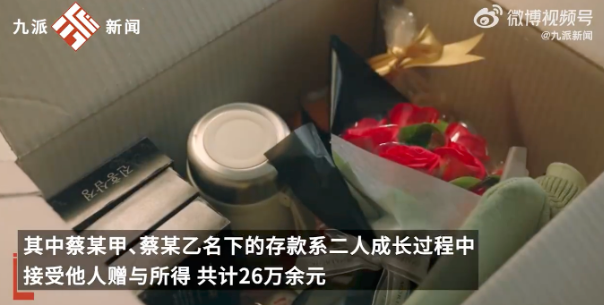 九派 新闻
微博视频号
@九派新闻
其中蔡某甲、蔡某乙名下的存款系二人成长过程中
接受他人赠与所得 共计26万余元